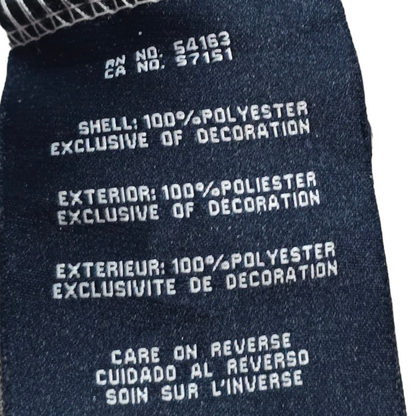 RN NO. 54163
CA NO. 57151
SHELL: 100%POLYESTER
EXCLUSIVE OF DECORATION
EXTERIOR: 100%POLIESTER
EXCLUSIVE OF DECORATION
EXTERIEUR: 100%POLYESTER
EXCLUSIVITE DE DECORATION
CARE ON REVERSE
CUIDADO AL REVERSO
SOIN SUR L'INVERSE